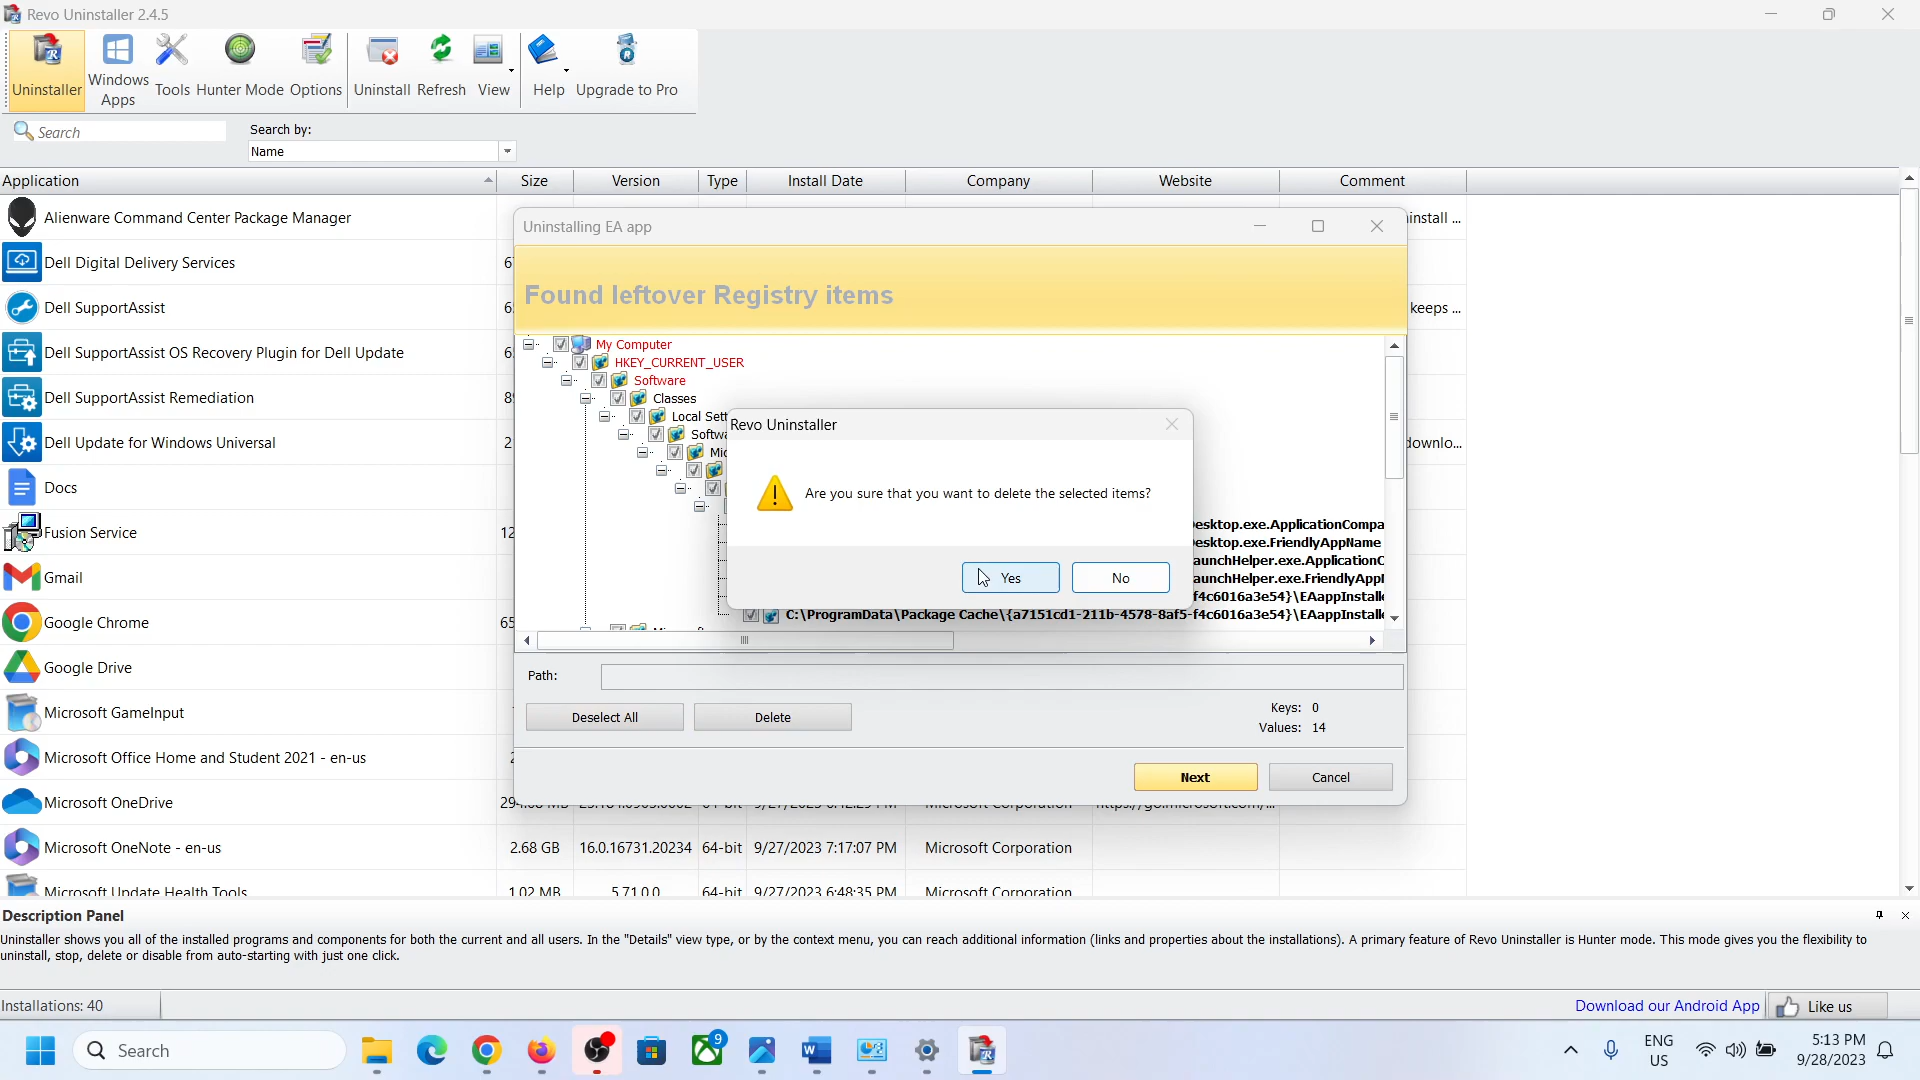 Revo Uninstaller 2.4.5
Uninstaller
Windows Apps
Tools
Hunter Mode
Options
Uninstall
Refresh
View
Help
Upgrade to Pro
Search
Search by:
Name
Application Size Version Type Install Date Company Website Comment
Alienware Command Center Package Manager
Dell Digital Delivery Services
Dell SupportAssist
Dell SupportAssist OS Recovery Plugin for Dell Update
Dell SupportAssist Remediation
Dell Update for Windows Universal
Docs
Fusion Service
Gmail
Google Chrome
Google Drive
Microsoft GameInput
Microsoft Office Home and Student 2021 - en-us
Microsoft OneDrive
Microsoft OneNote - en-us 2.68 GB 16.0.16731.20234 64-bit 9/27/2023 7:17:07 PM Microsoft Corporation
Microsoft Update Health Tools 1.02 MB 5.71.0.0 64-bit 9/27/2023 6:48:35 PM Microsoft Corporation
Uninstalling EA app
Found leftover Registry items
My Computer
HKEY_CURRENT_USER
Software
Classes
Local Sett
Softwa
Mic
esktop.exe.ApplicationCompa
esktop.exe.FriendlyAppName
aunchHelper.exe.ApplicationC
aunchHelper.exe.FriendlyAppN
f4c6016a3e54}\EAappInstalle
C:\ProgramData\Package Cache\{a7151cd1-211b-4578-8af5-f4c6016a3e54}\EAappInstalle
Revo Uninstaller
Are you sure that you want to delete the selected items?
Yes
No
Path:
Deselect All
Delete
Keys: 0
Values: 14
Next
Cancel
Description Panel
Uninstaller shows you all of the installed programs and components for both the current and all users. In the "Details" view type, or by the context menu, you can reach additional information (links and properties about the installations). A primary feature of Revo Uninstaller is Hunter mode. This mode gives you the flexibility to
uninstall, stop, delete or disable from auto-starting with just one click.
Installations: 40
Download our Android App
Like us
Search
9
ENG
US
5:13 PM
9/28/2023